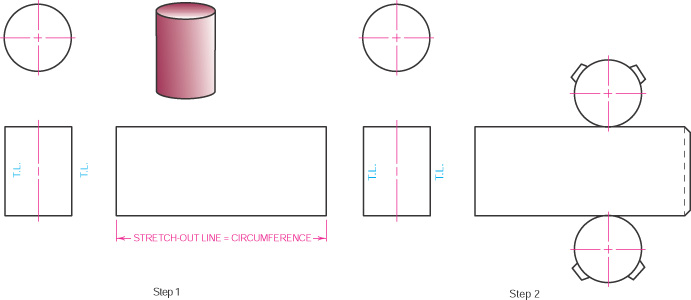 T.L.
T.L.
STRETCH-OUT LINE = CIRCUMFERENCE
Step 1
T.L.
T.L.
Step 2